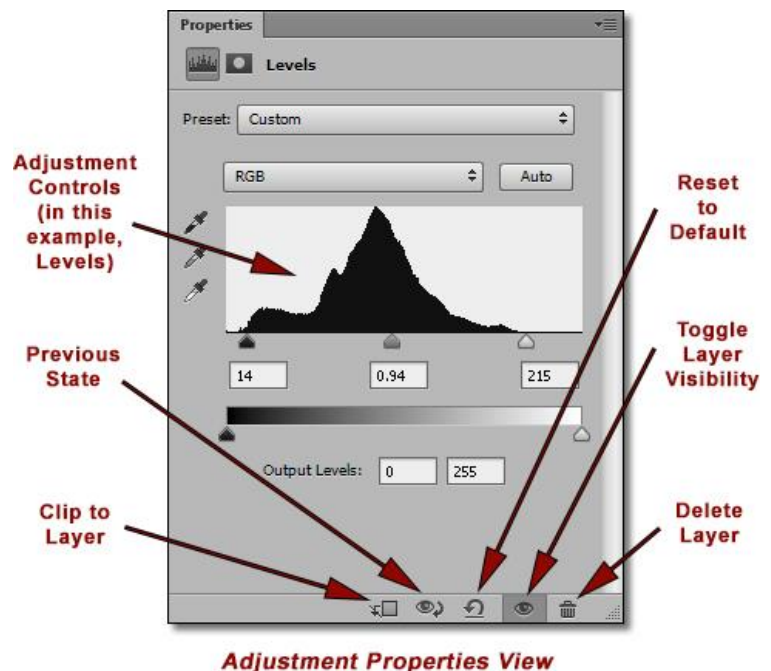 Properties
Levels
Preset: Custom
RGB
Auto
Adjustment
Controls
(in this
example,
Levels)
Reset
to
Default
Previous
State
Toggle
Layer
Visibility
14 0.94 215
Output Levels: 0 255
Clip to
Layer
Delete
Layer
Adjustment Properties View